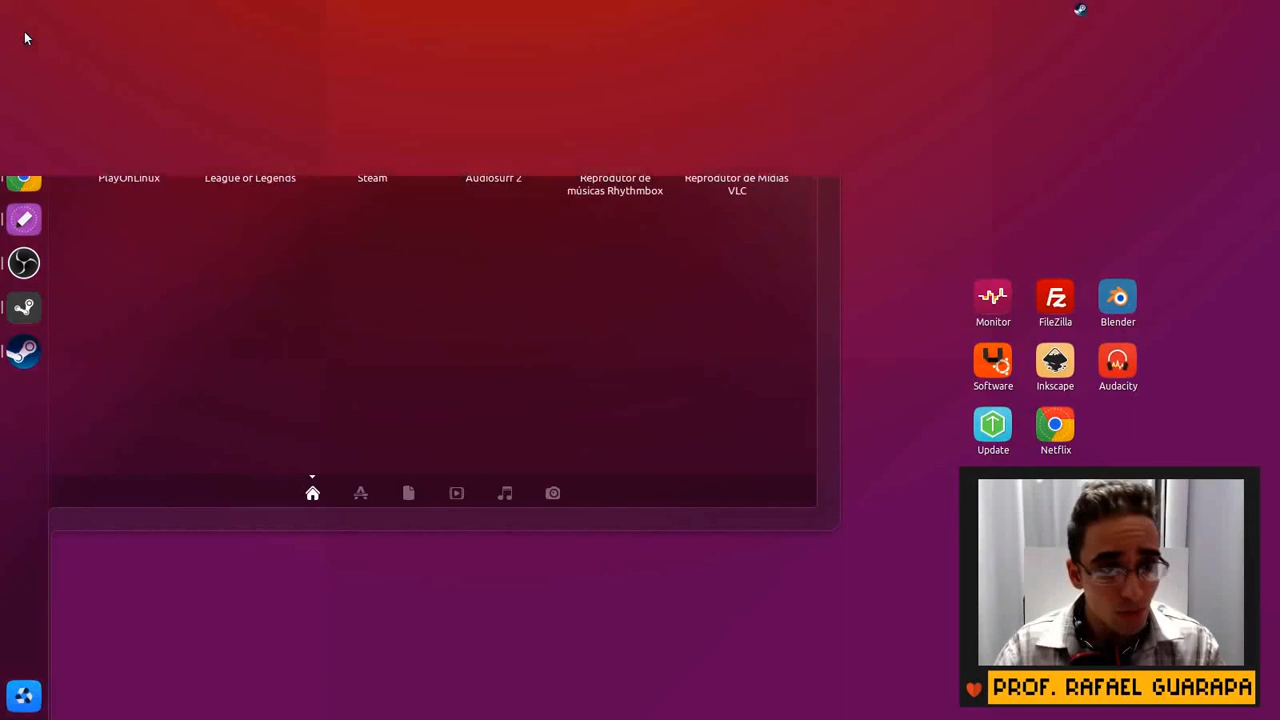 PlayOnLinux
League of Legends
Steam
Audiosurf 2
Reprodutor de
músicas Rhythmbox
Reprodutor de Mídias
VLC
Monitor
FileZilla
Blender
Software
Inkscape
Audacity
Update
Netflix
PROF. RAFAEL GUARAPA